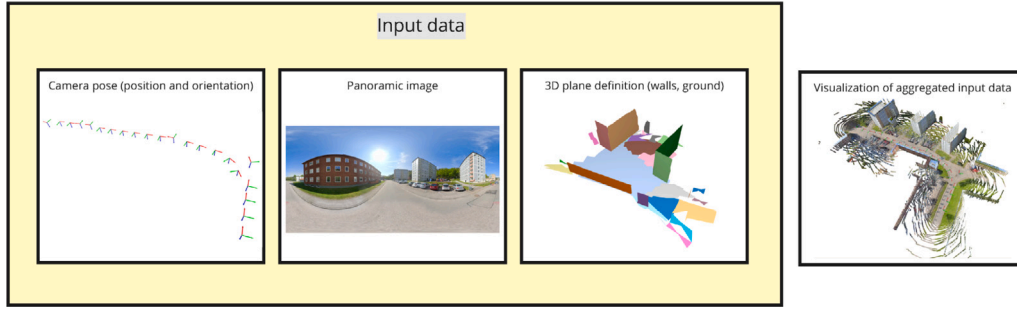 Input data
Camera pose (position and orientation)
Panoramic image
3D plane definition (walls, ground)
Visualization of aggregated input data